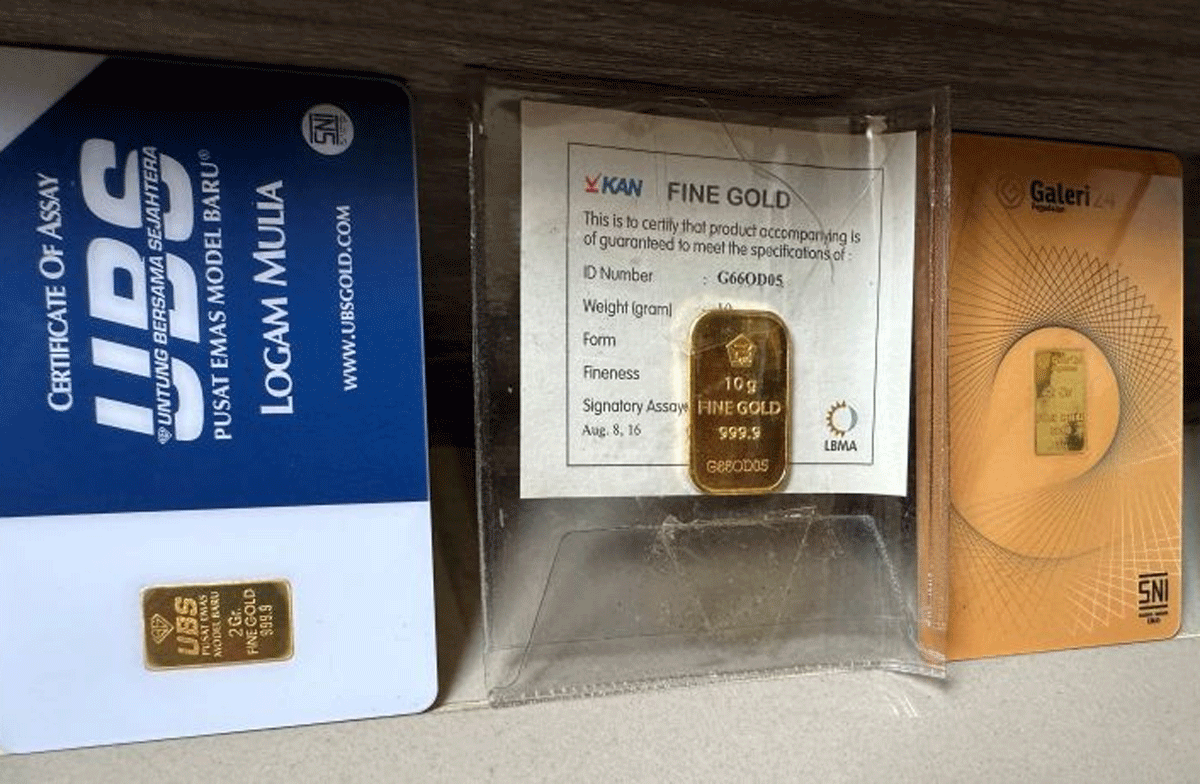 CERTIFICATE OF ASSAY
UBS
UNTUNG BERSAMA SEJAHTERA
PUSAT EMAS MODEL BARU®
LOGAM MULIA
WWW.UBSGOLD.COM
SNI
UBS
PUSAT EMAS
MODEL BARU
2 Gr.
FINE GOLD
999.9
KAN
FINE GOLD
This is to certify that product accompanying is
of guaranteed to meet the specifications of :
ID Number : G66OD05
Weight (gram)
Form
Fineness
Signatory Assaye
Aug. 8, 16
LBMA
10 g
FINE GOLD
999.9
G66OD05
Galeri 24
Pegadaian
SNI